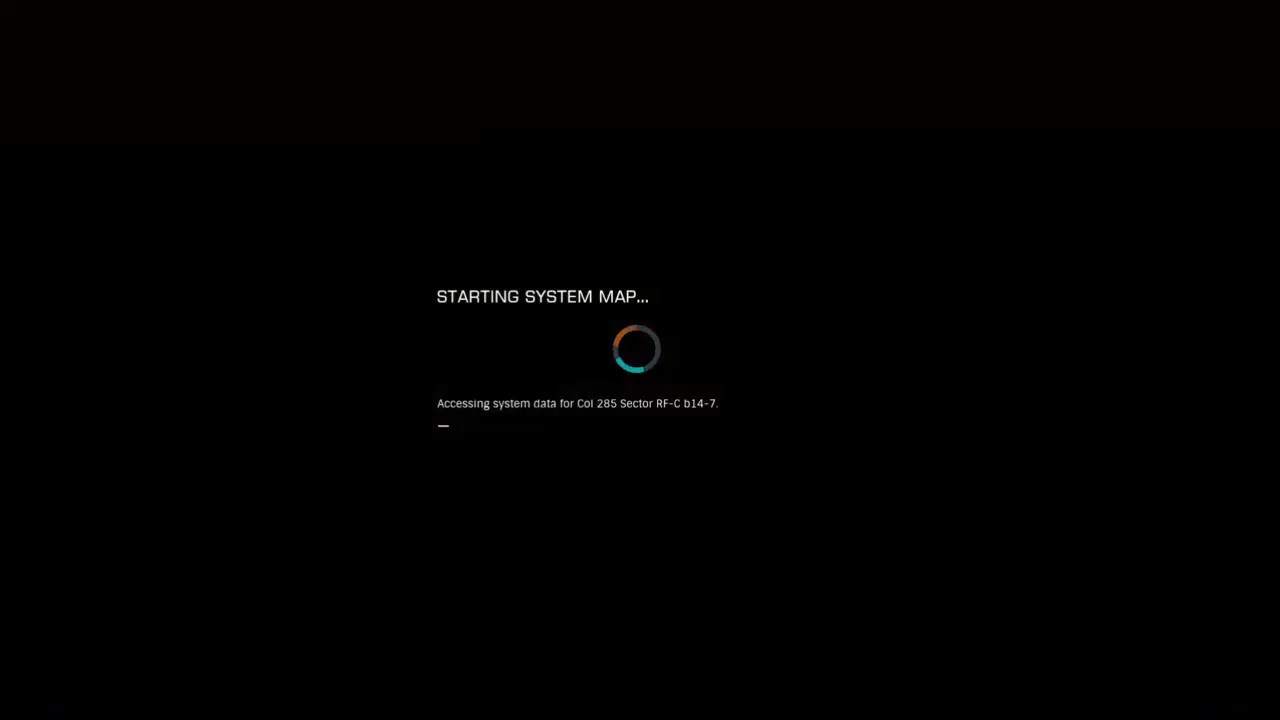 STARTING SYSTEM MAP...
Accessing system data for Col 285 Sector RF-C b14-7.